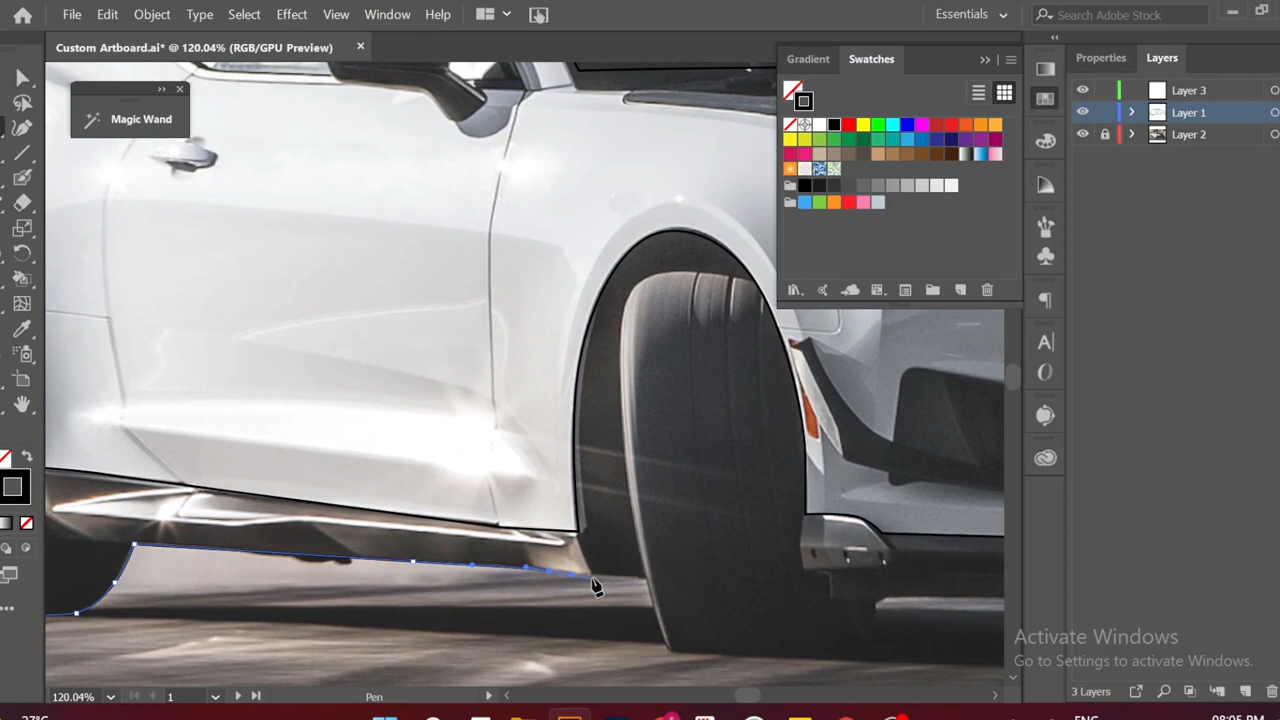 File Edit Object Type Select Effect View Window Help
Essentials
Search Adobe Stock
Custom Artboard.ai* @ 120.04% (RGB/GPU Preview)
Magic Wand
Gradient Swatches
Properties Layers
Layer 3
Layer 1
Layer 2
Activate Windows
Go to Settings to activate Windows.
120.04% 1 Pen
3 Layers